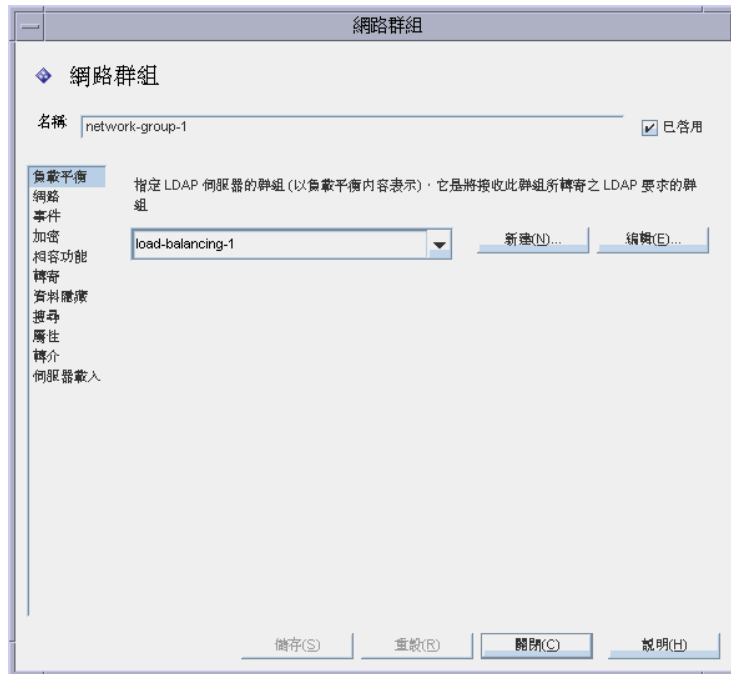 網路群組
網路群組
名稱:
network-group-1
已啓用
負載平衡
網路
事件
加密
相容功能
轉寄
資料隱藏
搜尋
屬性
轉介
伺服器載入
指定 LDAP 伺服器的群組 (以負載平衡內容表示),它是將接收此群組所轉寄之 LDAP 要求的群
組
load-balancing-1
新建(N)...
編輯(E)...
儲存(S)
重設(R)
關閉(C)
說明(H)